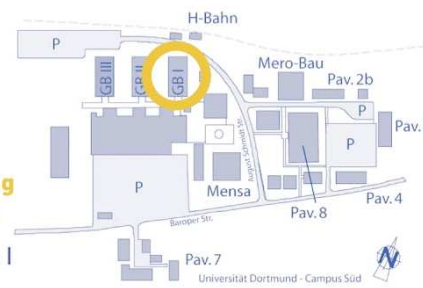 H-Bahn
P
GB III
GB II
GB I
Mero-Bau
Pav. 2b
P
Pav.
P
g
P
Mensa
August Schmidt Str.
Pav. 8
Pav. 4
Baroper Str.
l
Pav. 7
N
Universität Dortmund - Campus Süd